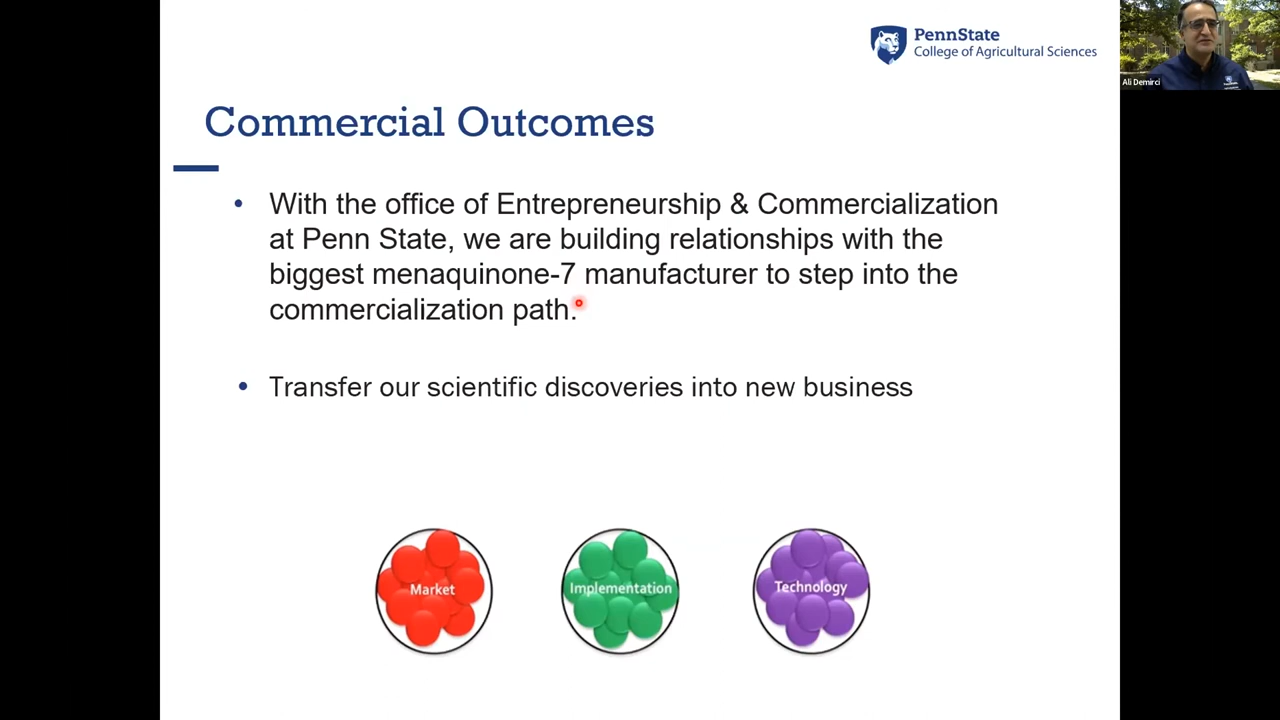 PennState
College of Agricultural Sciences
Ali Demirci
Commercial Outcomes
• With the office of Entrepreneurship & Commercialization
at Penn State, we are building relationships with the
biggest menaquinone-7 manufacturer to step into the
commercialization path.
• Transfer our scientific discoveries into new business
Market
Implementation
Technology